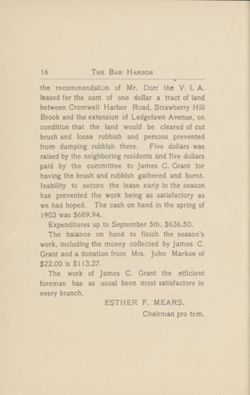 16 THE BAR HARBOR
the recommendation of Mr. Dorr the V. I. A.
leased for the sum of one dollar a tract of land
between Cromwell Harbor Road, Strawberry Hill
Brook and the extension of Ledgelawn Avenue, on
condition that the land would be cleared of cut
brush and loose rubbish and persons prevented
from dumping rubbish there. Five dollars was
raised by the neighboring residents and five dollars
paid by the committee to James C. Grant for
having the brush and rubbish gathered and burnt.
Inability to secure the lease early in the season
has prevented the work being as satisfactory as
we had hoped. The cash on hand in the spring of
1903 was $689.94.
Expenditures up to September 5th, $636.50.
The balance on hand to finish the season's
work, including the money collected by James C.
Grant and a donation from Mrs. John Markoe of
$22.00 is $113.27.
The work of James C. Grant the efficient
foreman has as usual been most satisfactory in
every branch.
ESTHER F. MEARS,
Chairman pro tem.